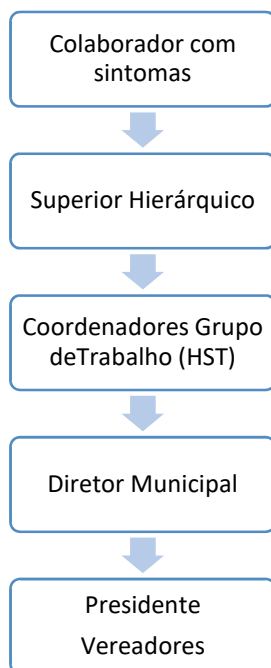 Colaborador com
sintomas
Superior Hierárquico
Coordenadores Grupo
deTrabalho (HST)
Diretor Municipal
Presidente
Vereadores